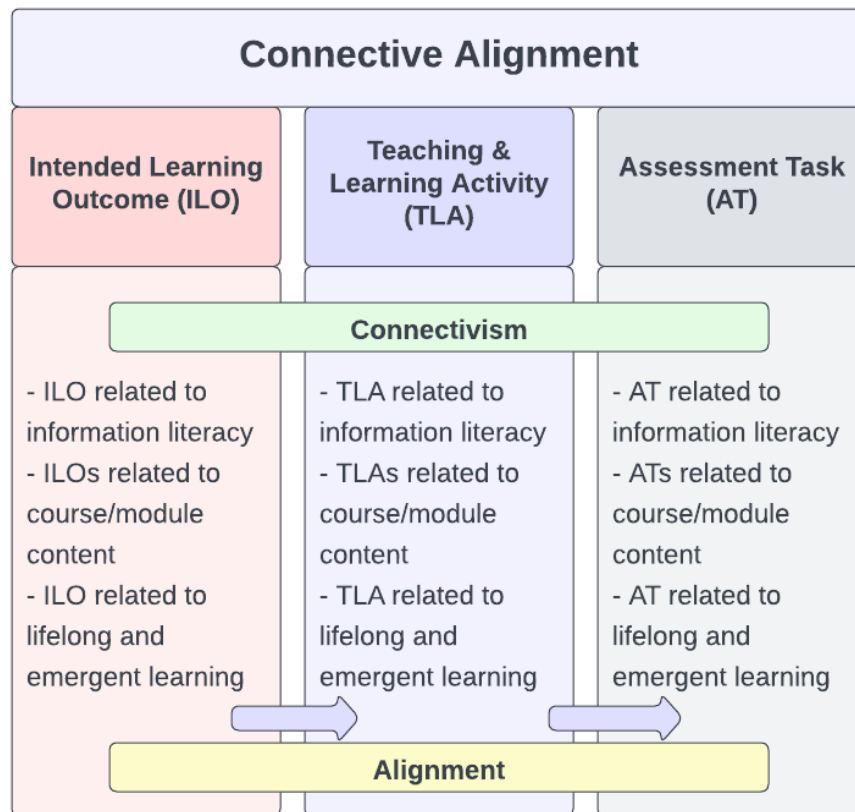 Connective Alignment
Intended Learning
Outcome (ILO)
Teaching &
Learning Activity
(TLA)
Assessment Task
(AT)
Connectivism
- ILO related to
information literacy
- ILOs related to
course/module
content
- ILO related to
lifelong and
emergent learning
- TLA related to
information literacy
- TLAs related to
course/module
content
- TLA related to
lifelong and
emergent learning
- AT related to
information literacy
- ATs related to
course/module
content
- AT related to
lifelong and
emergent learning
Alignment